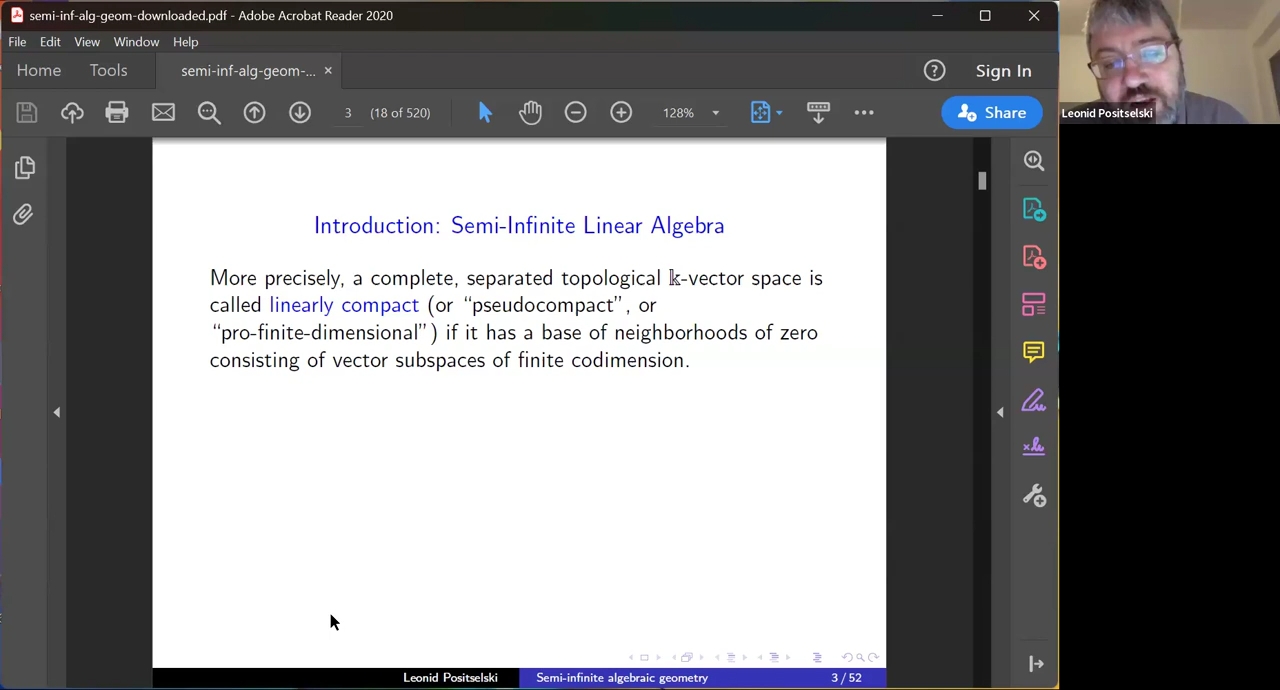 semi-inf-alg-geom-downloaded.pdf - Adobe Acrobat Reader 2020
File Edit View Window Help
Home Tools semi-inf-alg-geom-... × Sign In
3 (18 of 520) 128% Share
Leonid Positselski
Introduction: Semi-Infinite Linear Algebra
More precisely, a complete, separated topological 𝕜-vector space is
called linearly compact (or “pseudocompact”, or
“pro-finite-dimensional”) if it has a base of neighborhoods of zero
consisting of vector subspaces of finite codimension.
Leonid Positselski Semi-infinite algebraic geometry 3 / 52